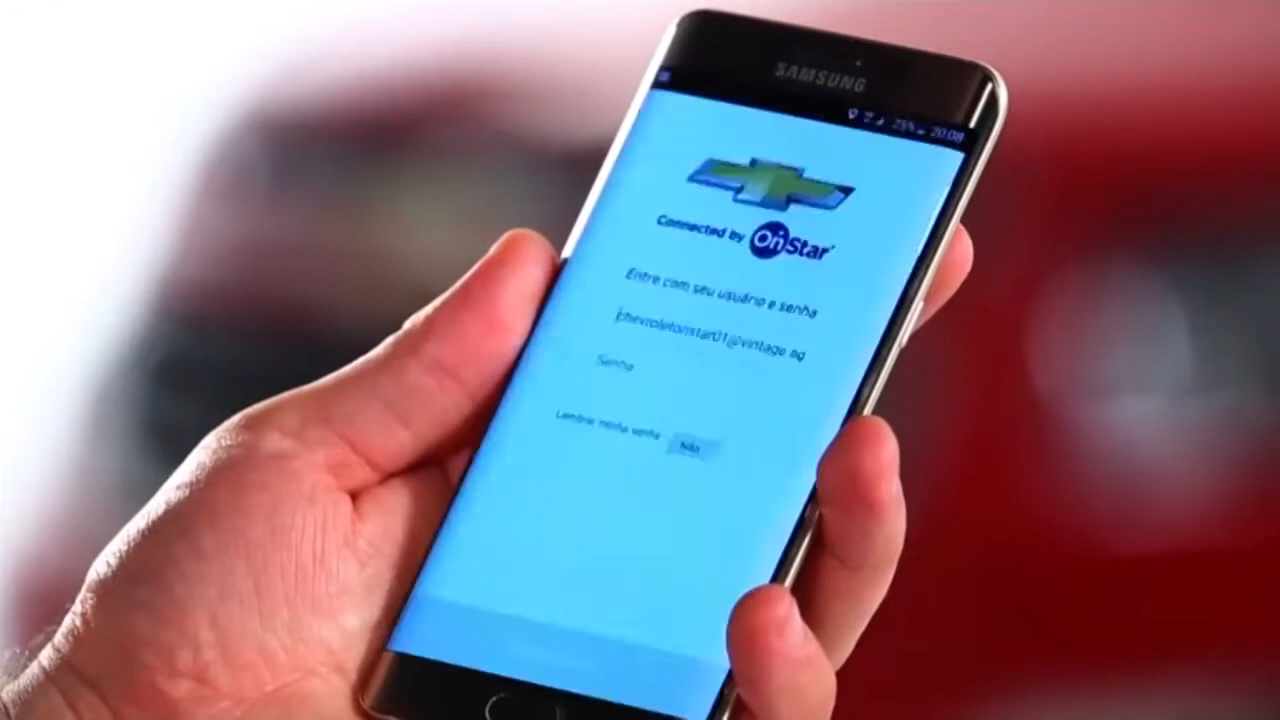 SAMSUNG
25% 20:08
Connected by OnStar
Entre com seu usuário e senha
chevroletonstar01@vintage.ag
Senha
Lembrar minha senha Não